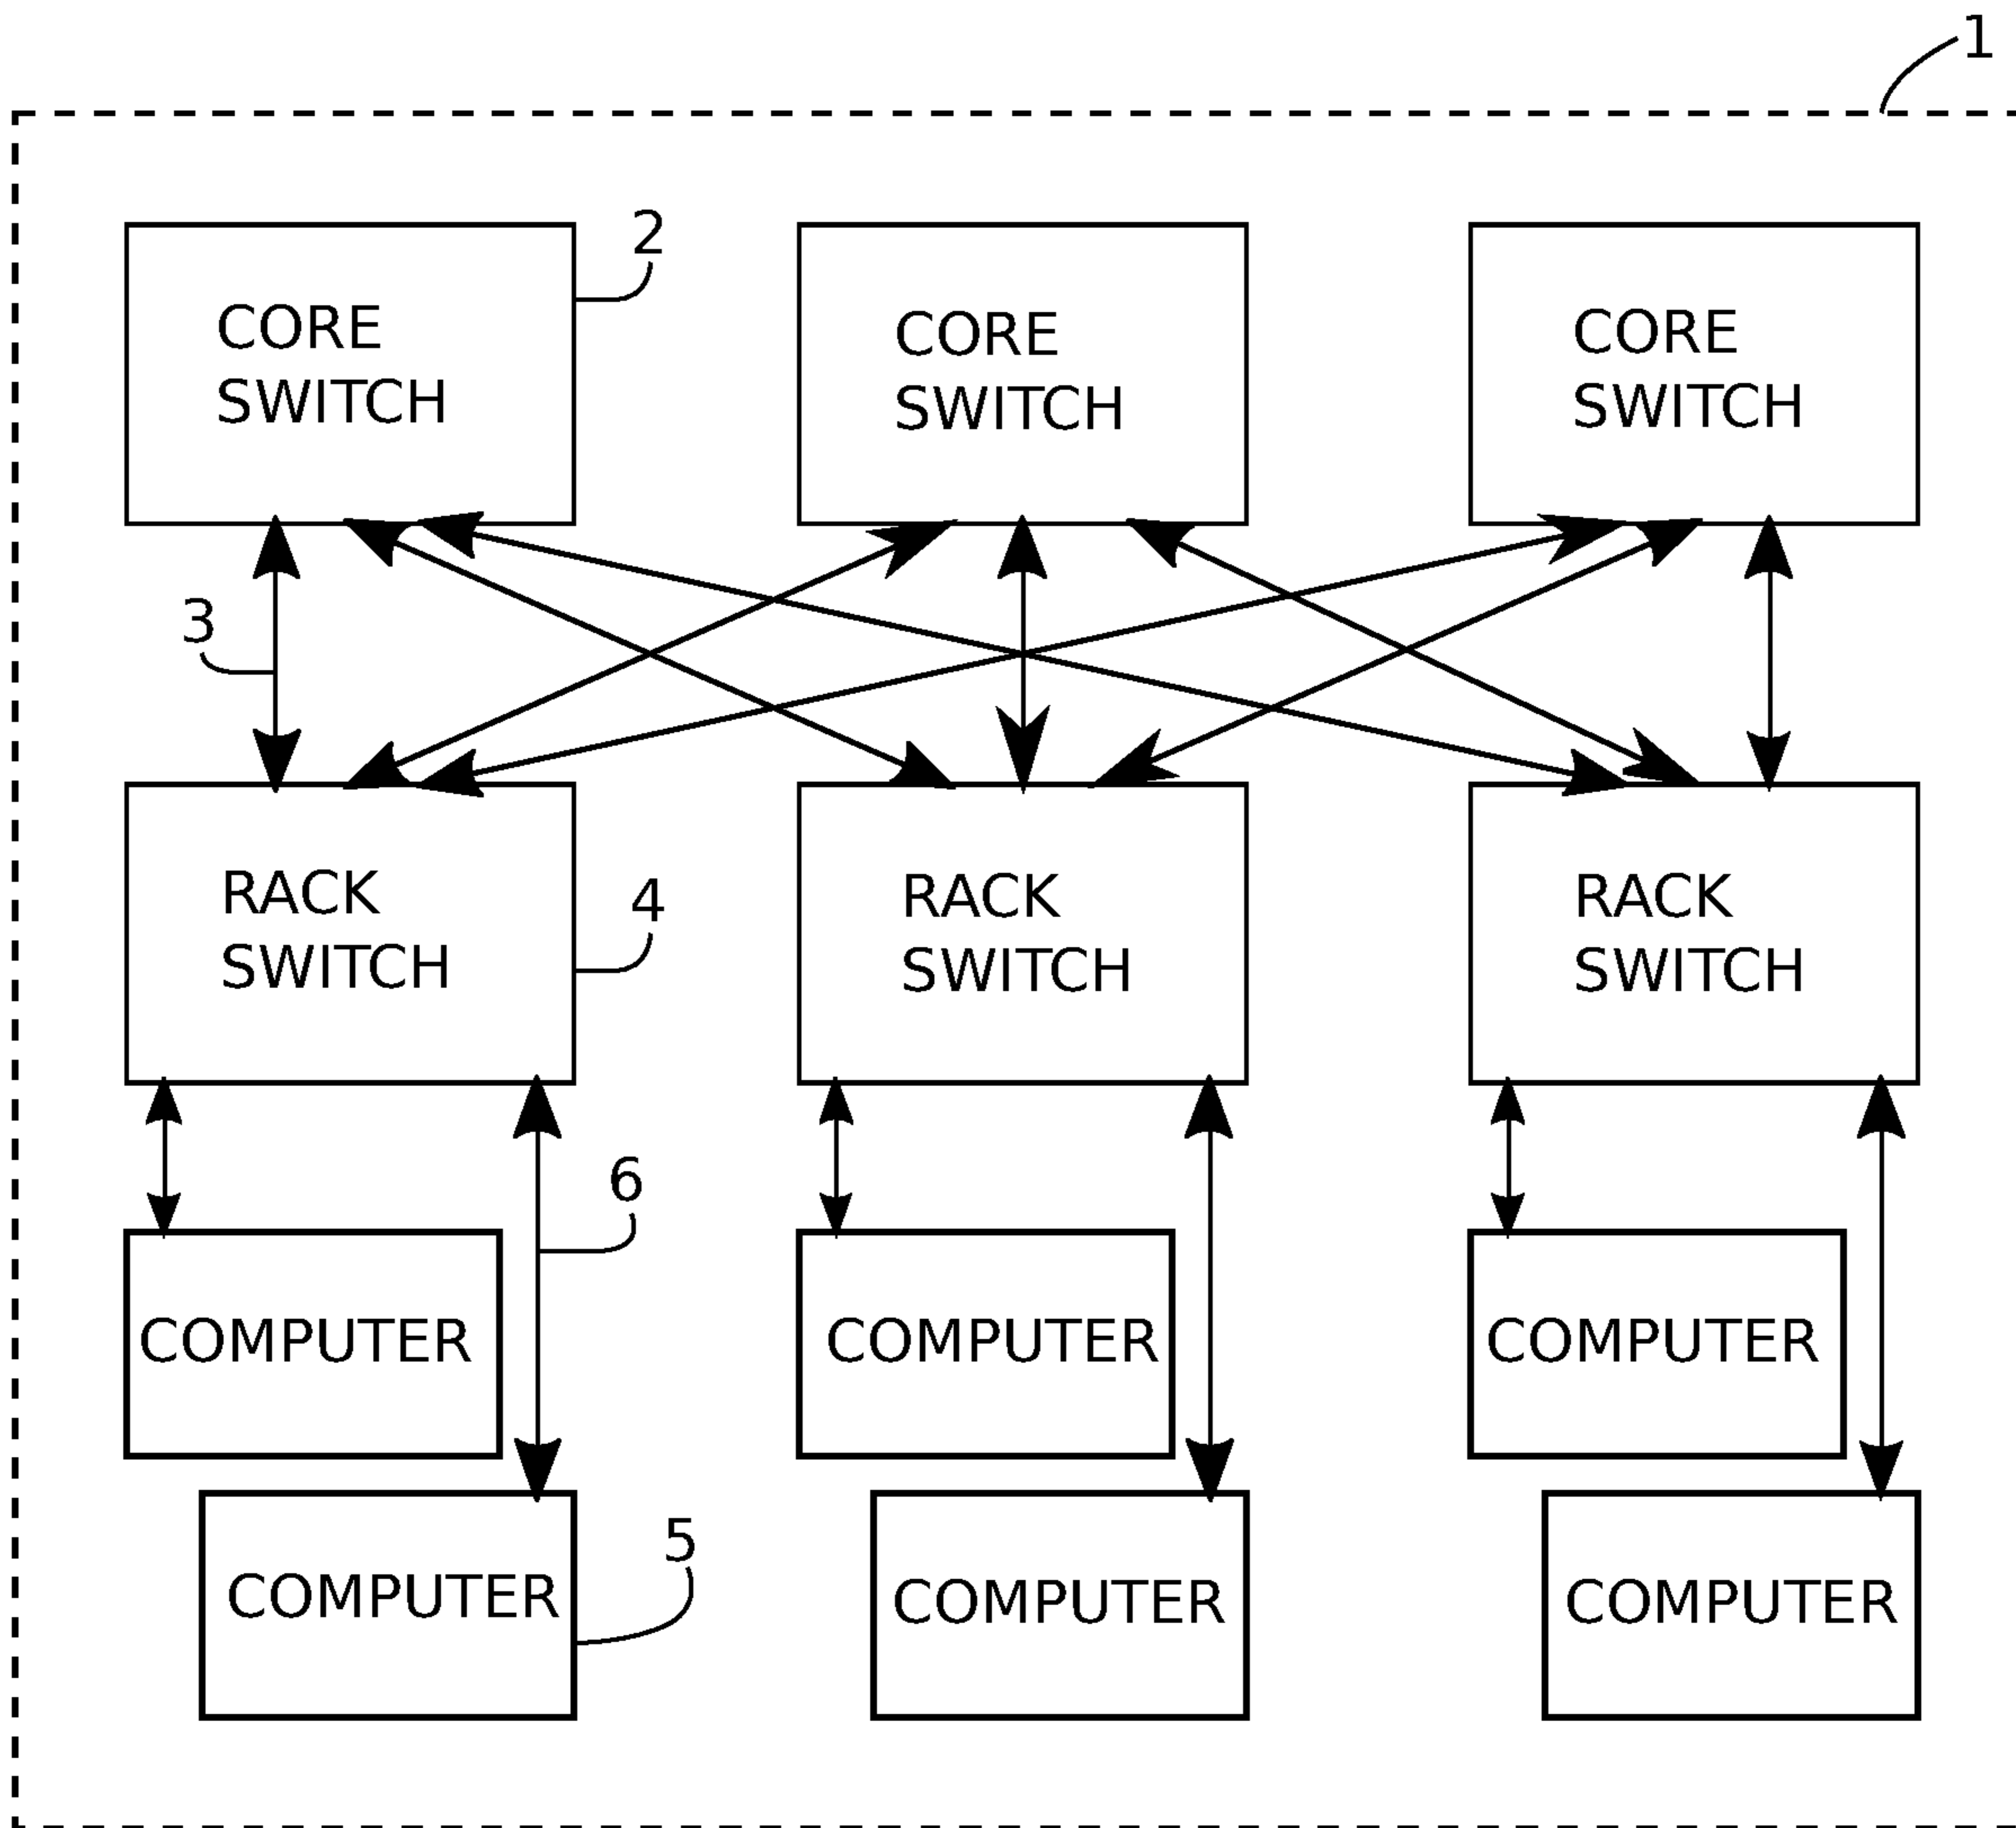 1
2
CORE
SWITCH
CORE
SWITCH
CORE
SWITCH
3
RACK
SWITCH
4
RACK
SWITCH
RACK
SWITCH
6
COMPUTER
COMPUTER
COMPUTER
5
COMPUTER
COMPUTER
COMPUTER